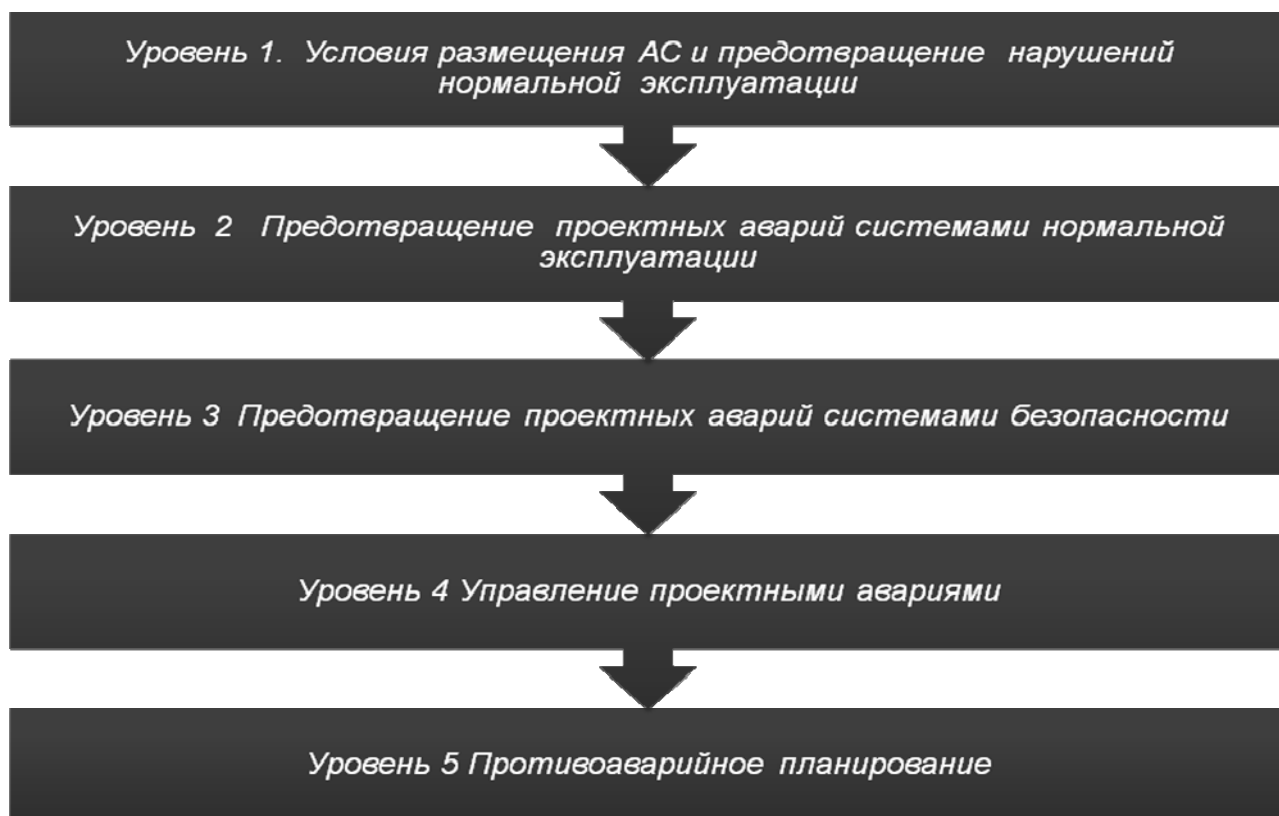 Уровень 1. Условия размещения АС и предотвращение нарушений
нормальной эксплуатации
Уровень 2 Предотвращение проектных аварий системами нормальной
эксплуатации
Уровень 3 Предотвращение проектных аварий системами безопасности
Уровень 4 Управление проектными авариями
Уровень 5 Противоаварийное планирование